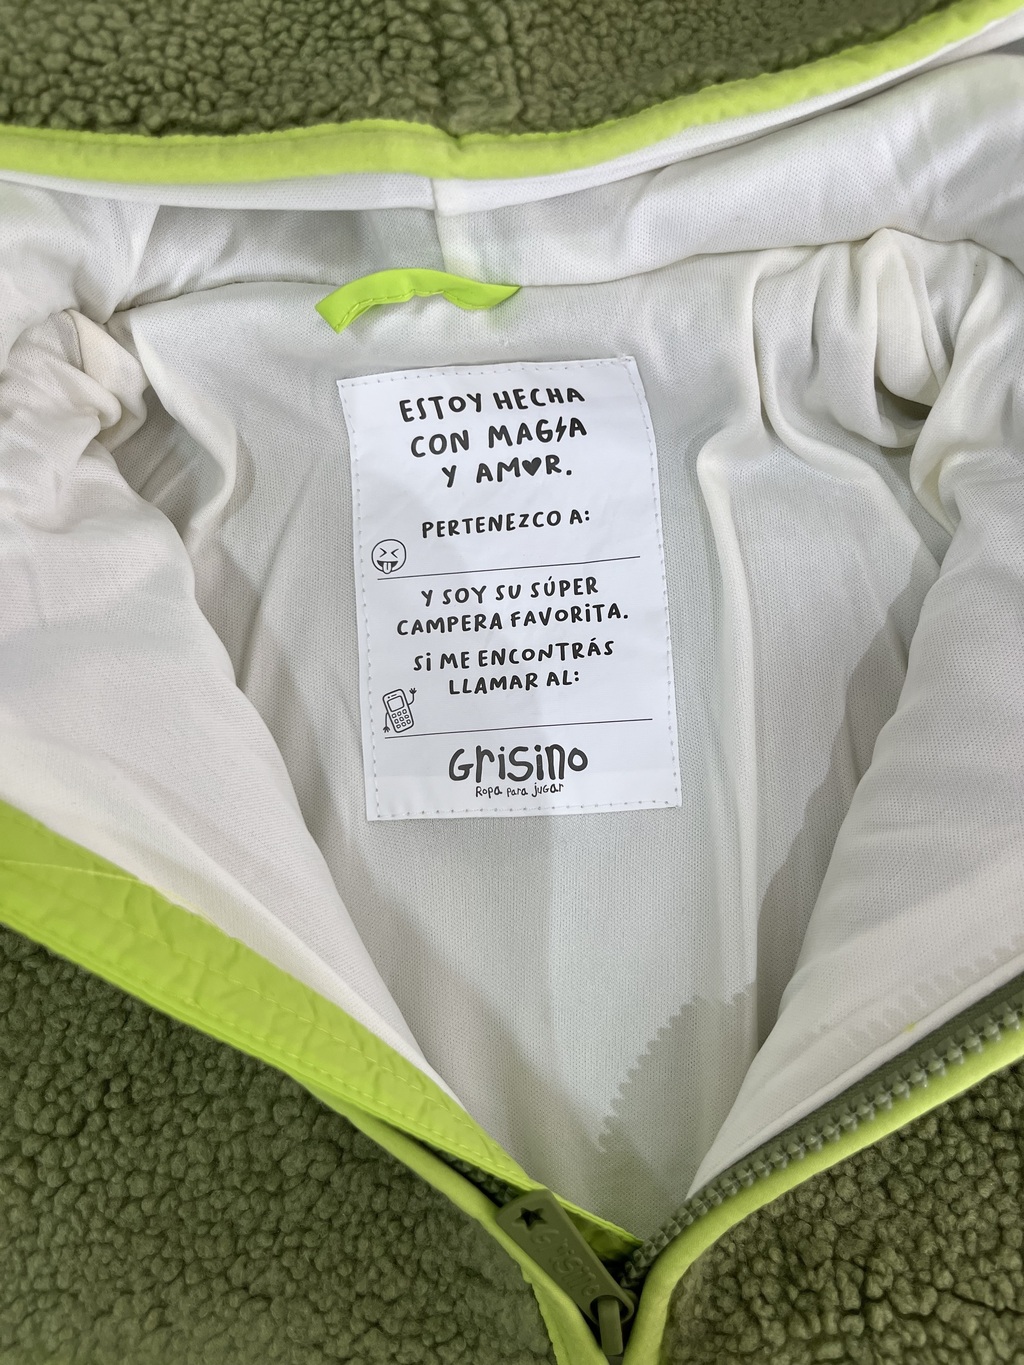 ESTOY HECHA
CON MAGIA
Y AMOR.
PERTENEZCO A:
Y SOY SU SÚPER
CAMPERA FAVORITA.
SI ME ENCONTRÁS
LLAMAR AL:
Grisino
Ropa para jugar